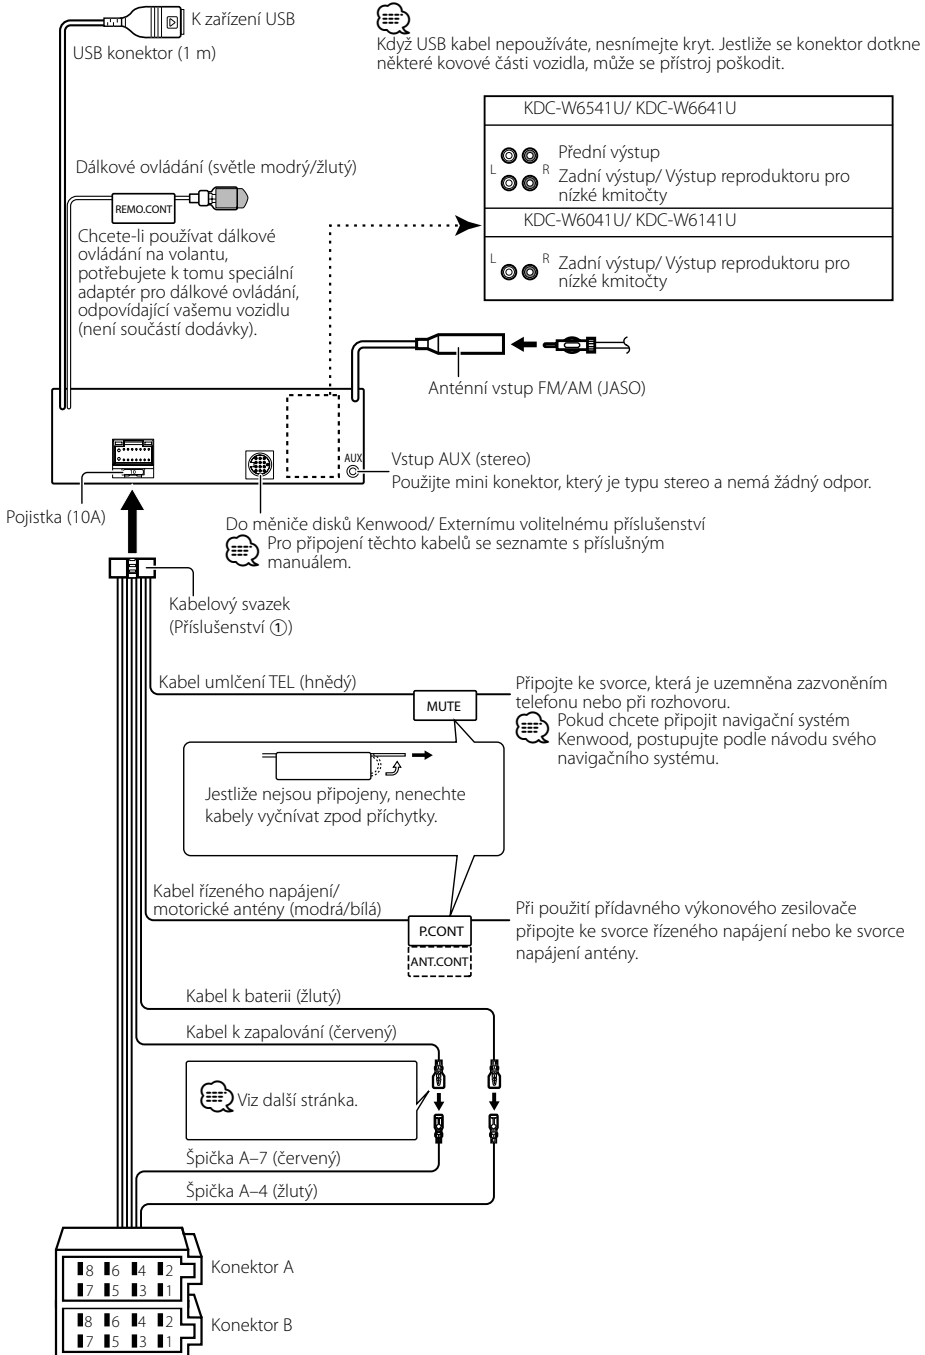 K zařízení USB
USB konektor (1 m)
Když USB kabel nepoužíváte, nesnímejte kryt. Jestliže se konektor dotkne
některé kovové části vozidla, může se přístroj poškodit.
KDC-W6541U/ KDC-W6641U
Přední výstup
L
R
Zadní výstup/ Výstup reproduktoru pro
nízké kmitočty
KDC-W6041U/ KDC-W6141U
L
R
Zadní výstup/ Výstup reproduktoru pro
nízké kmitočty
Dálkové ovládání (světle modrý/žlutý)
REMO.CONT
Chcete-li používat dálkové
ovládání na volantu,
potřebujete k tomu speciální
adaptér pro dálkové ovládání,
odpovídající vašemu vozidlu
(není součástí dodávky).
Anténní vstup FM/AM (JASO)
AUX
Vstup AUX (stereo)
Použijte mini konektor, který je typu stereo a nemá žádný odpor.
10
Pojistka (10A)
Do měniče disků Kenwood/ Externímu volitelnému příslušenství
Pro připojení těchto kabelů se seznamte s příslušným
manuálem.
Kabelový svazek
(Příslušenství ①)
Kabel umlčení TEL (hnědý)
MUTE
Připojte ke svorce, která je uzemněna zazvoněním
telefonu nebo při rozhovoru.
Pokud chcete připojit navigační systém
Kenwood, postupujte podle návodu svého
navigačního systému.
Jestliže nejsou připojeny, nenechte
kabely vyčnívat zpod příchytky.
Kabel řízeného napájení/
motorické antény (modrá/bílá)
P.CONT
ANT.CONT
Při použití přídavného výkonového zesilovače
připojte ke svorce řízeného napájení nebo ke svorce
napájení antény.
Kabel k baterii (žlutý)
Kabel k zapalování (červený)
Viz další stránka.
Špička A–7 (červený)
Špička A–4 (žlutý)
8 6 4 2
7 5 3 1
Konektor A
8 6 4 2
7 5 3 1
Konektor B